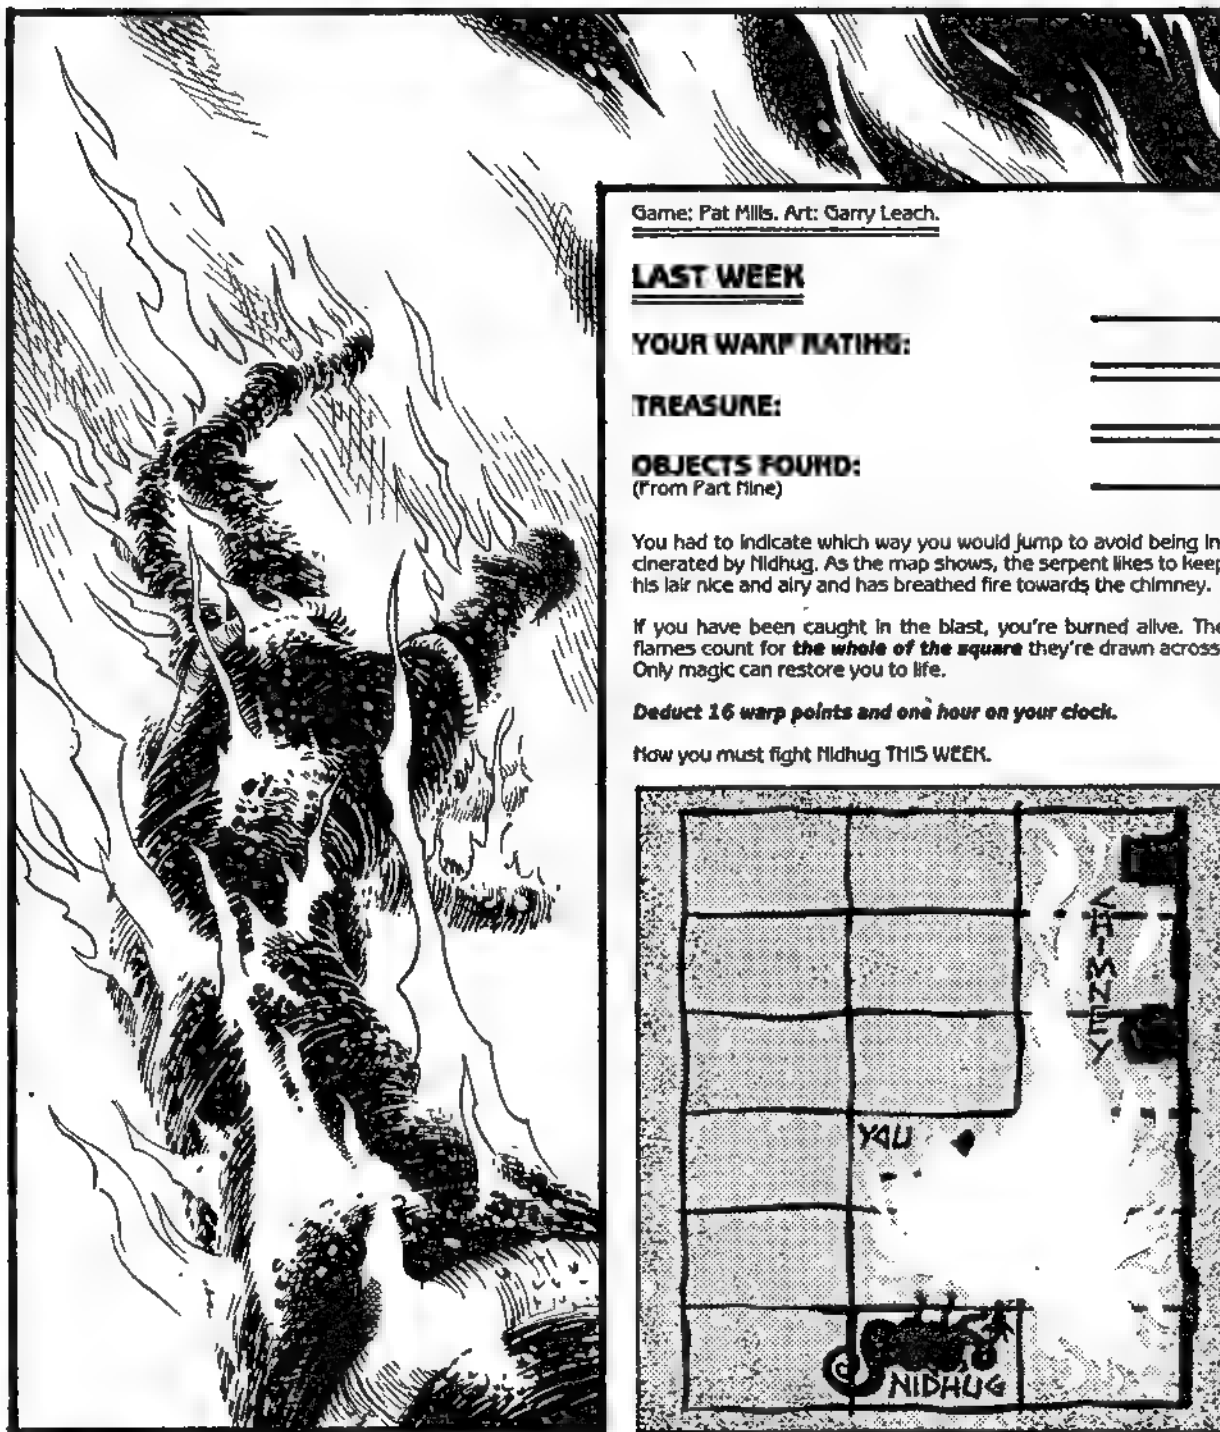 Game: Pat Mills. Art: Garry Leach.
LAST WEEK
YOUR WARP RATING:
TREASURE:
OBJECTS FOUND:
(From Part Nine)
You had to indicate which way you would jump to avoid being in-
cinerated by Nidhug. As the map shows, the serpent likes to keep
his lair nice and airy and has breathed fire towards the chimney.
If you have been caught in the blast, you're burned alive. The
flames count for the whole of the square they're drawn across.
Only magic can restore you to life.
Deduct 16 warp points and one hour on your clock.
Now you must fight Nidhug THIS WEEK.
CHIMNEY
YOU
NIDHUG